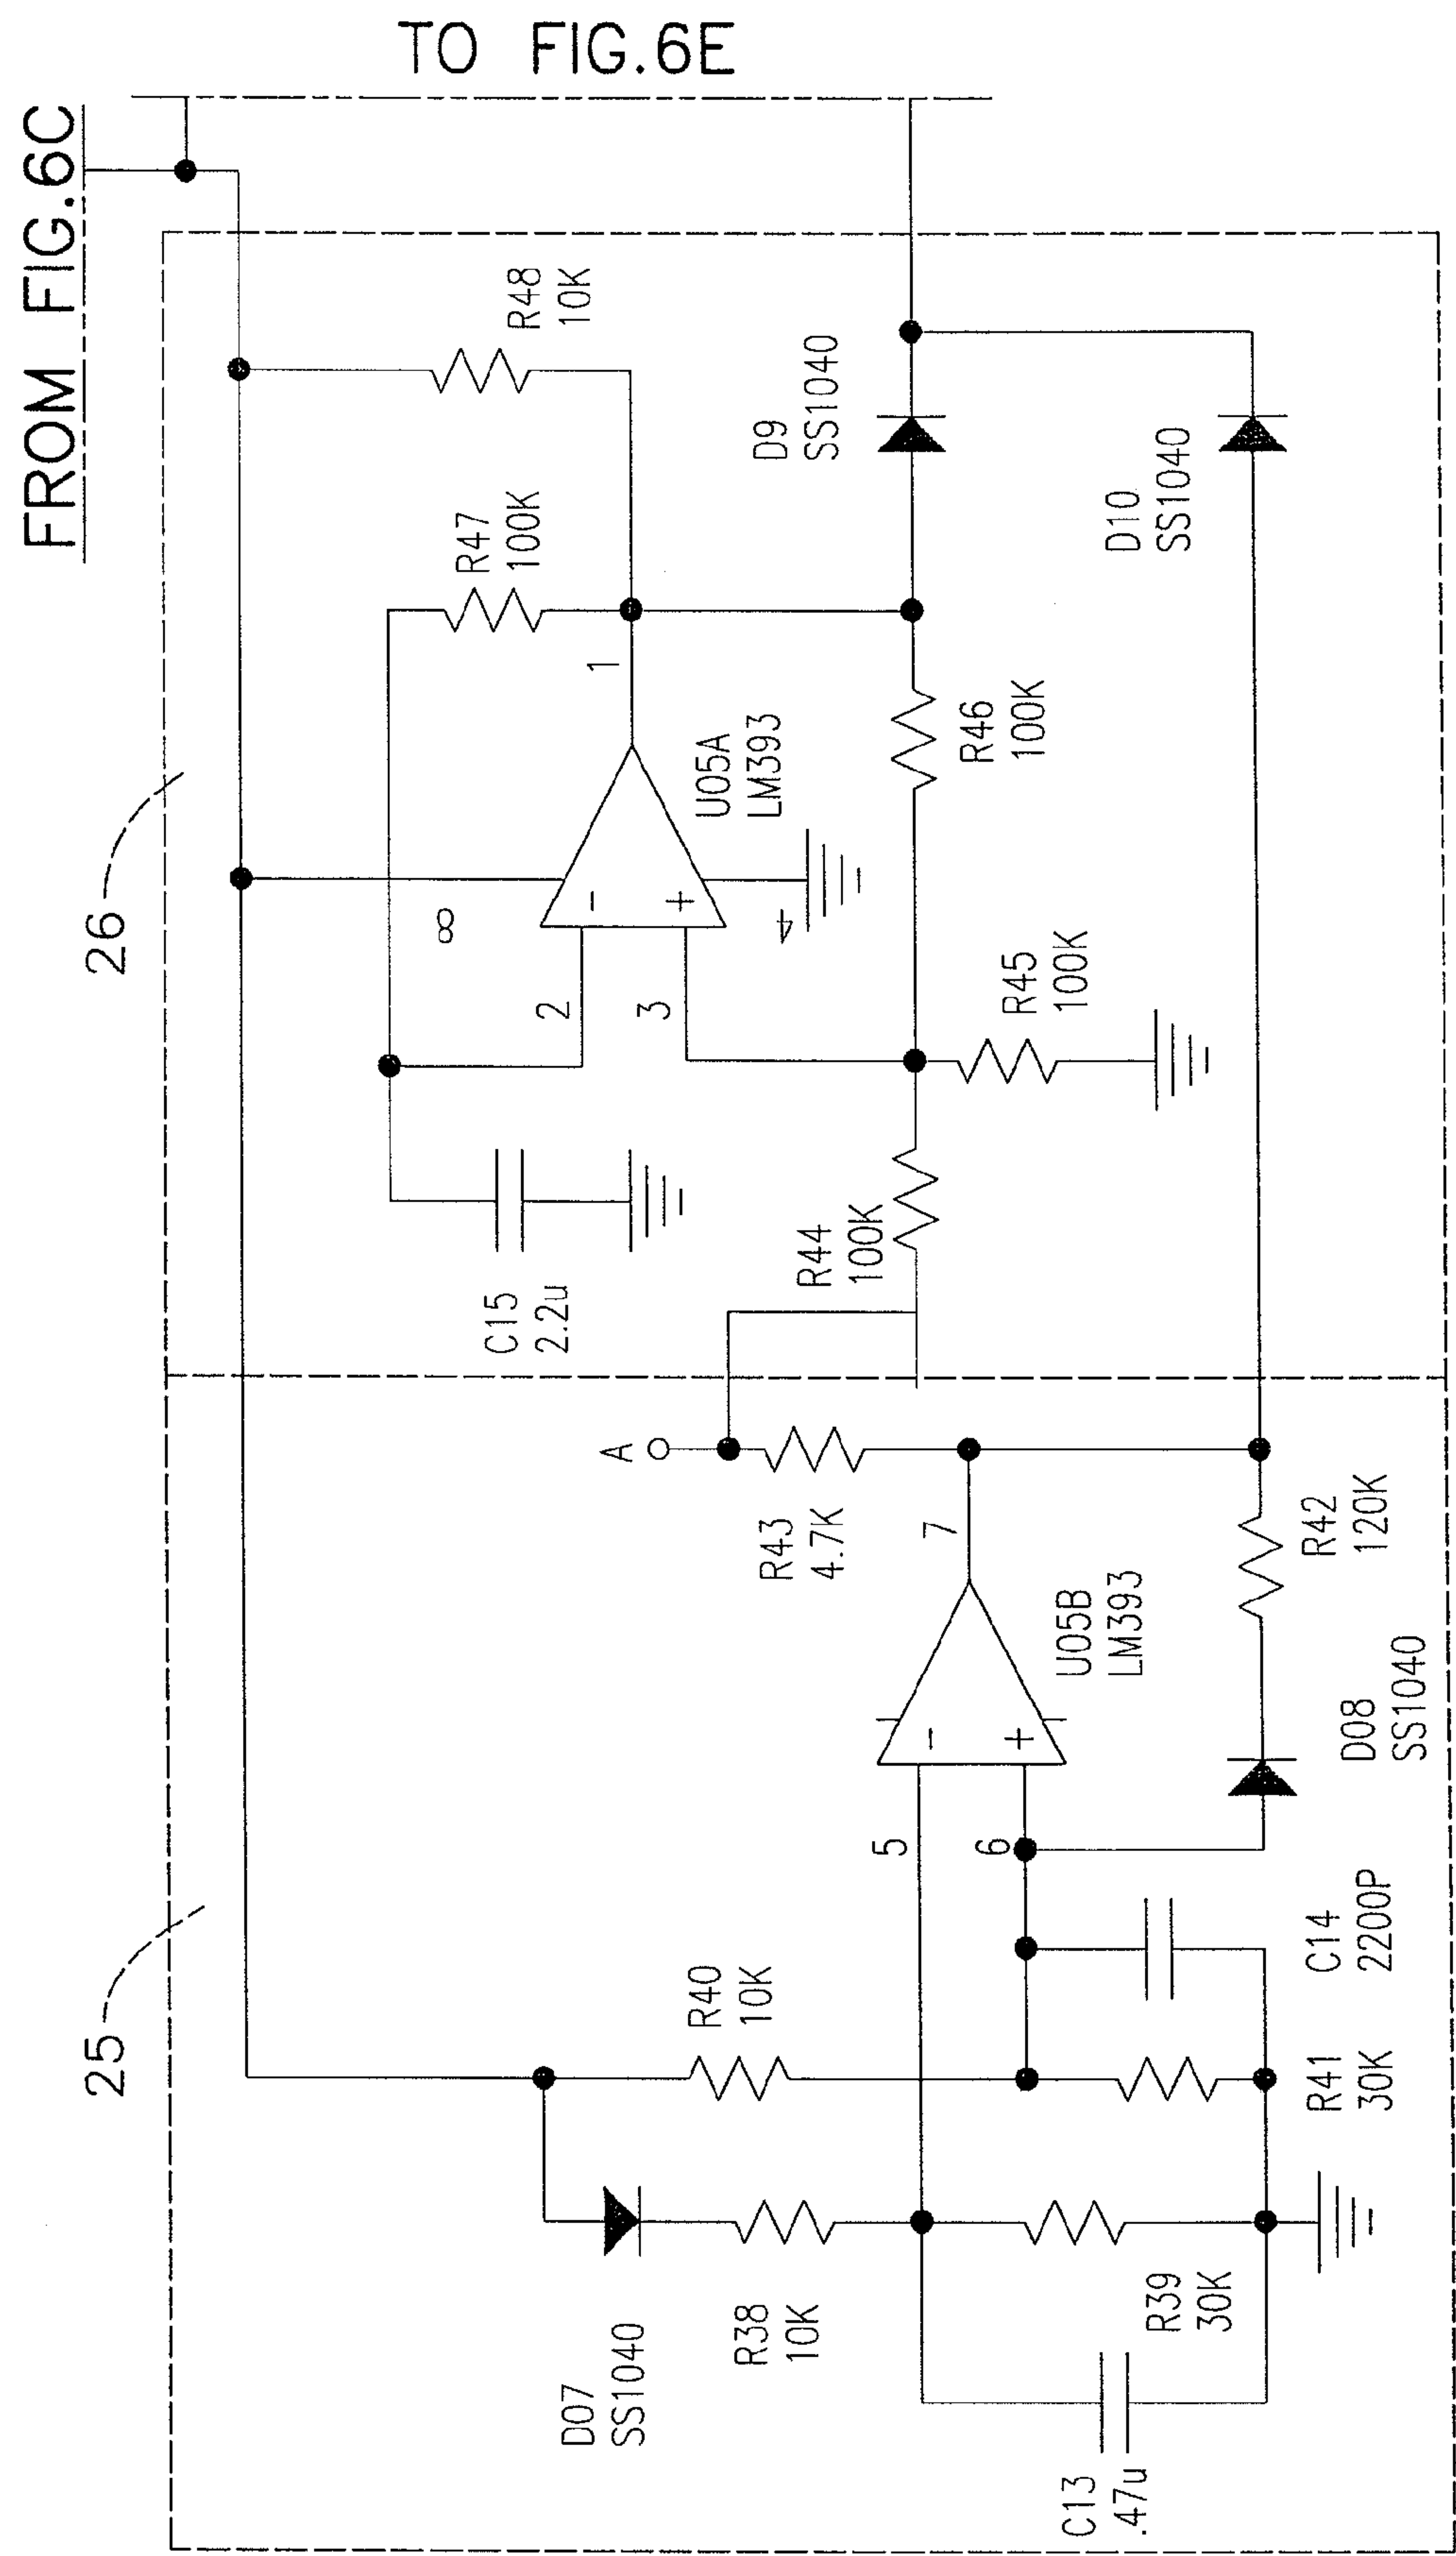 TO FIG.6E
FROM FIG.6C
26
25
R48
10K
R47
100K
D9
SS1040
D10
SS1040
1
U05A
LM393
8
-
+
4
2
3
R46
100K
R45
100K
C15
2.2u
R44
100K
A
R43
4.7K
7
R42
120K
U05B
LM393
-
+
5
6
D08
SS1040
R40
10K
C14
2200P
R41
30K
D07
SS1040
R38
10K
R39
30K
C13
.47u